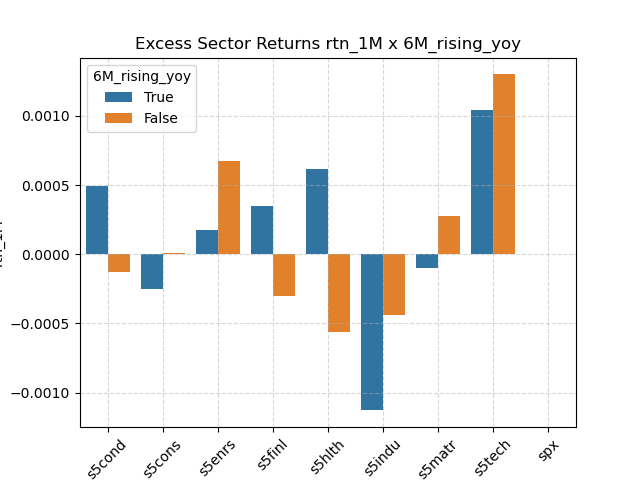 Excess Sector Returns rtn_1M x 6M_rising_yoy
6M_rising_yoy
True
False
0.0010
0.0005
0.0000
−0.0005
−0.0010
s5cond
s5cons
s5enrs
s5finl
s5hlth
s5indu
s5matr
s5tech
spx